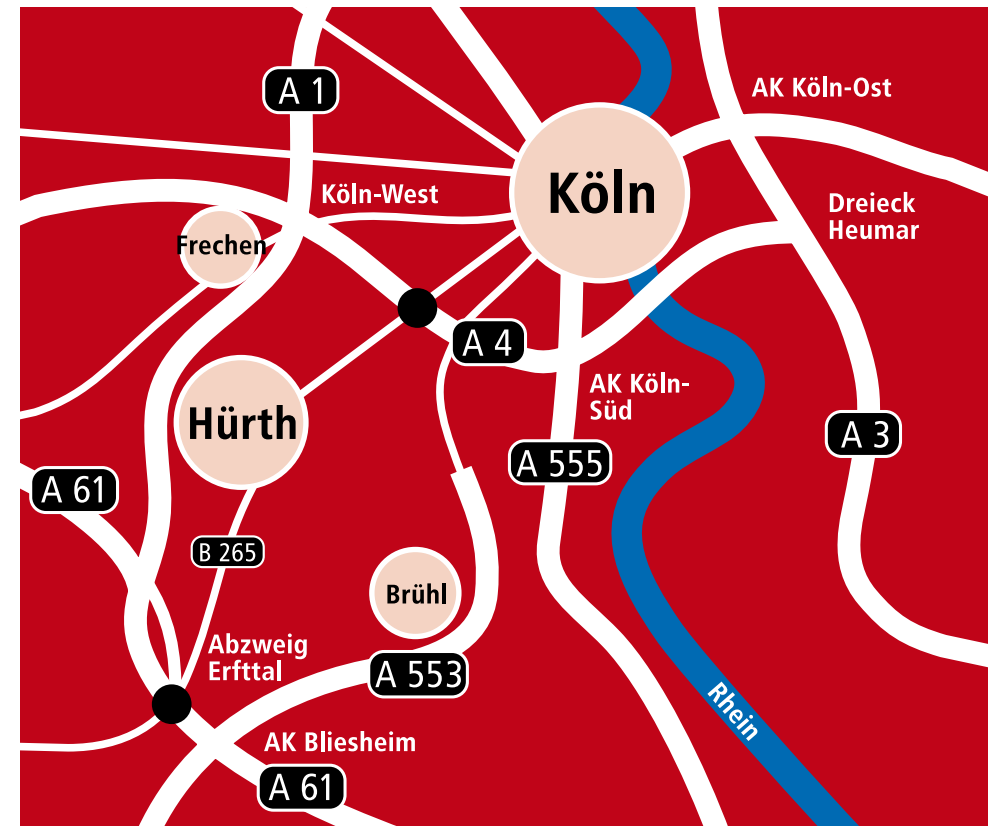 A 1
AK Köln-Ost
Köln-West
Köln
Dreieck
Heumar
Frechen
A 4
AK Köln-
Süd
Hürth
A 3
A 555
A 61
B 265
Brühl
Abzweig
Erfttal
A 553
Rhein
AK Bliesheim
A 61